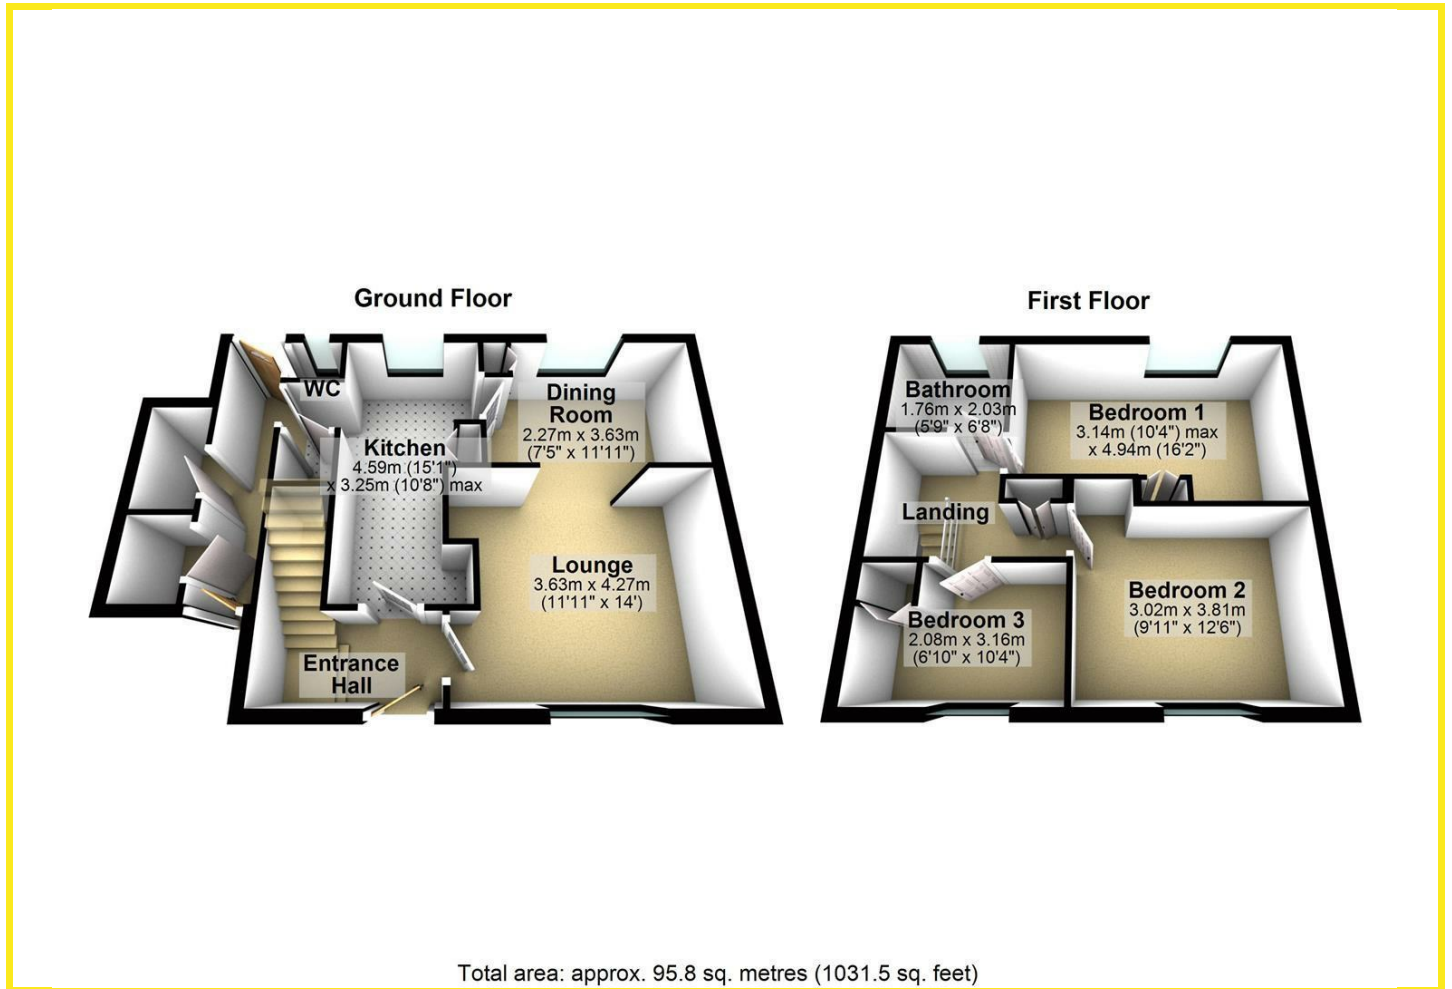 Ground Floor
WC
Dining
Room
2.27m x 3.63m
(7'5" x 11'11")
Kitchen
4.59m (15'1")
x 3.25m (10'8") max
Lounge
3.63m x 4.27m
(11'11" x 14')
Entrance
Hall
First Floor
Bathroom
1.76m x 2.03m
(5'9" x 6'8")
Bedroom 1
3.14m (10'4") max
x 4.94m (16'2")
Landing
Bedroom 2
3.02m x 3.81m
(9'11" x 12'6")
Bedroom 3
2.08m x 3.16m
(6'10" x 10'4")
Total area: approx. 95.8 sq. metres (1031.5 sq. feet)